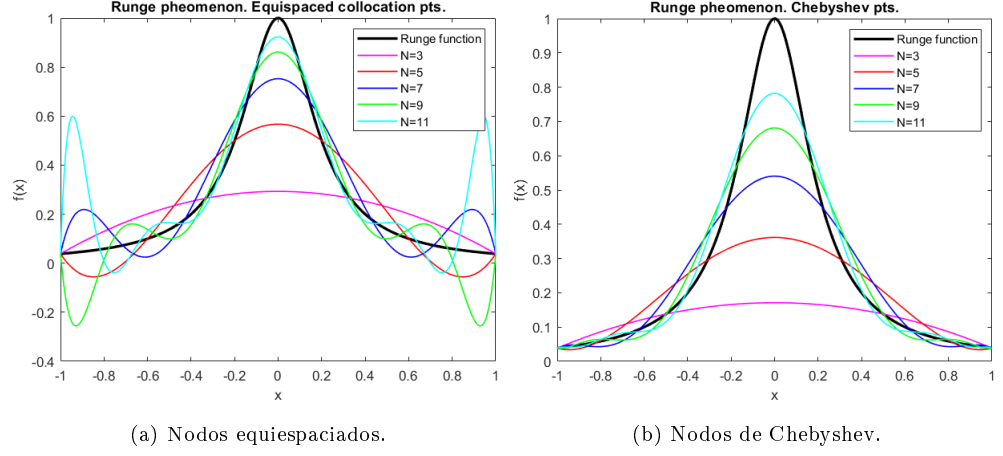 Runge pheomenon. Equispaced collocation pts.
1
0.8
0.6
0.4
0.2
0
-0.2
-0.4
f(x)
Runge function
N=3
N=5
N=7
N=9
N=11
-1 -0.8 -0.6 -0.4 -0.2 0 0.2 0.4 0.6 0.8 1
x
(a) Nodos equiespaciados.
Runge pheomenon. Chebyshev pts.
1
0.9
0.8
0.7
0.6
0.5
0.4
0.3
0.2
0.1
0
f(x)
Runge function
N=3
N=5
N=7
N=9
N=11
-1 -0.8 -0.6 -0.4 -0.2 0 0.2 0.4 0.6 0.8 1
x
(b) Nodos de Chebyshev.